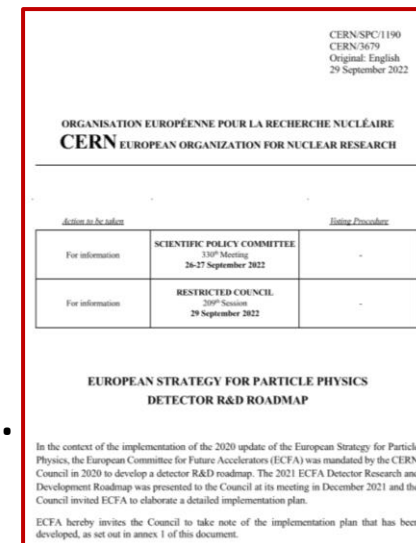 CERN/SPC/1190
CERN/3679
Original: English
29 September 2022
ORGANISATION EUROPÉENNE POUR LA RECHERCHE NUCLÉAIRE
CERN EUROPEAN ORGANIZATION FOR NUCLEAR RESEARCH
Action to be taken Voting Procedure
For information
SCIENTIFIC POLICY COMMITTEE
330th Meeting
26-27 September 2022
-
For information
RESTRICTED COUNCIL
209th Session
29 September 2022
-
EUROPEAN STRATEGY FOR PARTICLE PHYSICS
DETECTOR R&D ROADMAP
In the context of the implementation of the 2020 update of the European Strategy for Particle
Physics, the European Committee for Future Accelerators (ECFA) was mandated by the CERN
Council in 2020 to develop a detector R&D roadmap. The 2021 ECFA Detector Research and
Development Roadmap was presented to the Council at its meeting in December 2021 and the
Council invited ECFA to elaborate a detailed implementation plan.
ECFA hereby invites the Council to take note of the implementation plan that has been
developed, as set out in annex 1 of this document.